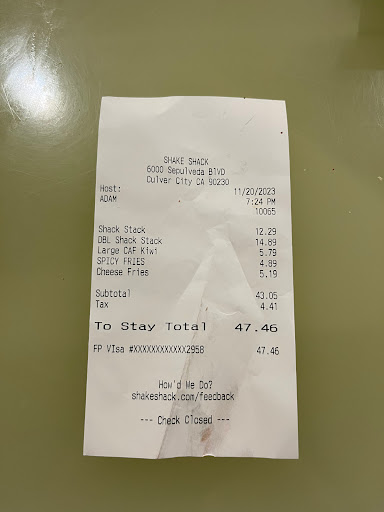 SHAKE SHACK
6000 Sepulveda BlVD
Culver City CA 90230
Host: 11/20/2023
ADAM 7:24 PM
10065
Shack Stack 12.29
DBL Shack Stack 14.89
Large CAF Kiwi 5.79
SPICY FRIES 4.89
Cheese Fries 5.19
Subtotal 43.05
Tax 4.41
To Stay Total 47.46
FP VIsa #XXXXXXXXXXXX2958 47.46
How'd We Do?
shakeshack.com/feedback
--- Check Closed ---